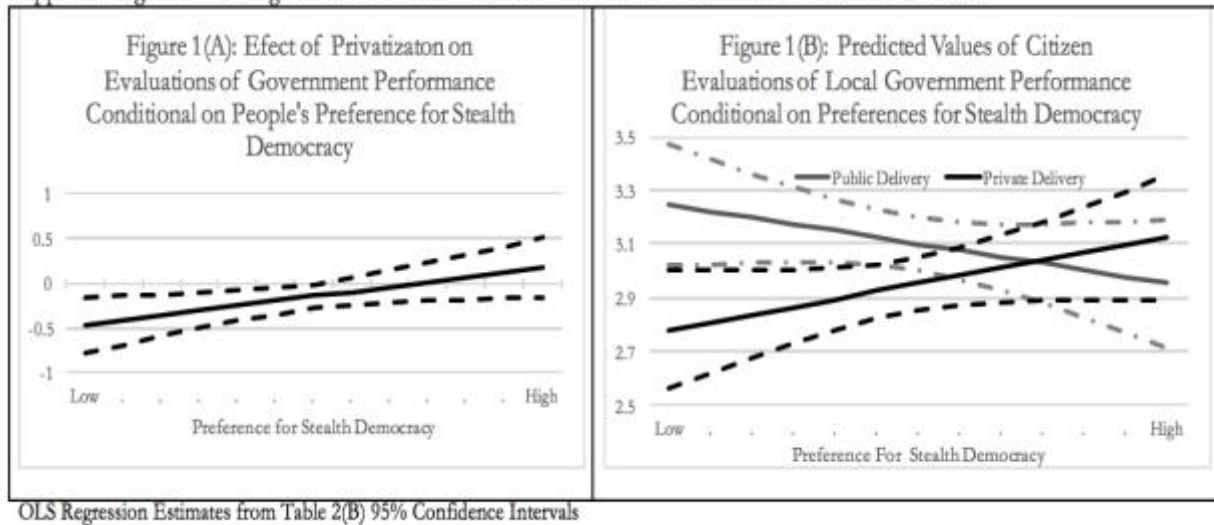 Figure 1(A): Efect of Privatizaton on
Evaluations of Government Performance
Conditional on People's Preference for Stealth
Democracy
1
0.5
0
-0.5
-1
Low . . . . . . . . . . . High
Preference for Stealth Democracy
Figure 1(B): Predicted Values of Citizen
Evaluations of Local Government Performance
Conditional on Preferences for Stealth Democracy
3.5
Public Delivery Private Delivery
3.3
3.1
2.9
2.7
2.5
Low . . . . . . . . . . . High
Preference For Stealth Democracy
OLS Regression Estimates from Table 2(B) 95% Confidence Intervals